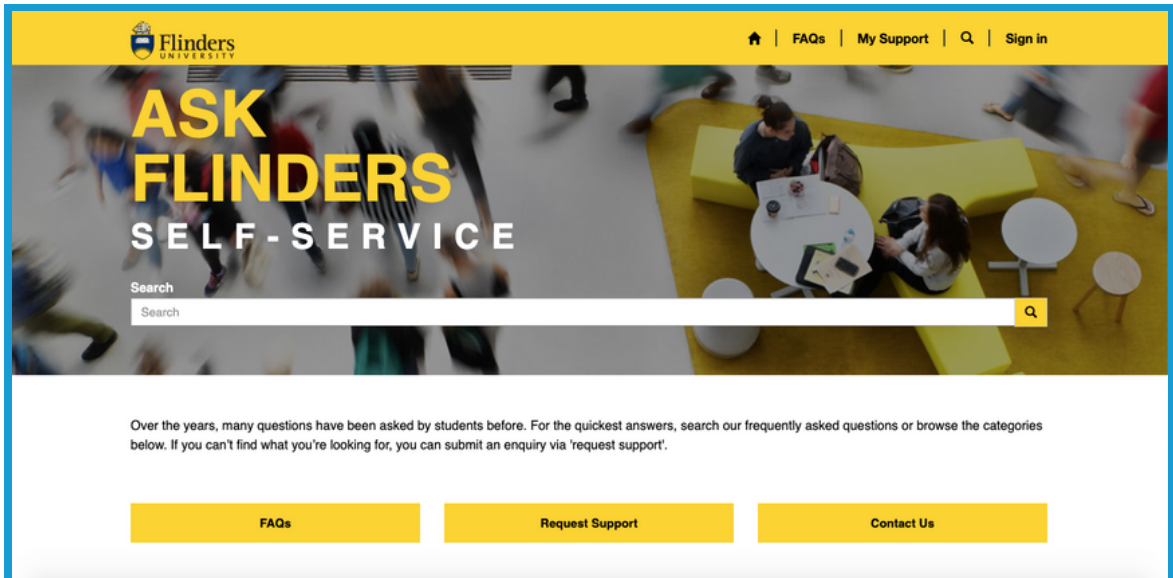 Flinders
UNIVERSITY
FAQs
My Support
Sign in
ASK
FLINDERS
SELF-SERVICE
Search
Search
Over the years, many questions have been asked by students before. For the quickest answers, search our frequently asked questions or browse the categories
below. If you can't find what you're looking for, you can submit an enquiry via 'request support'.
FAQs
Request Support
Contact Us